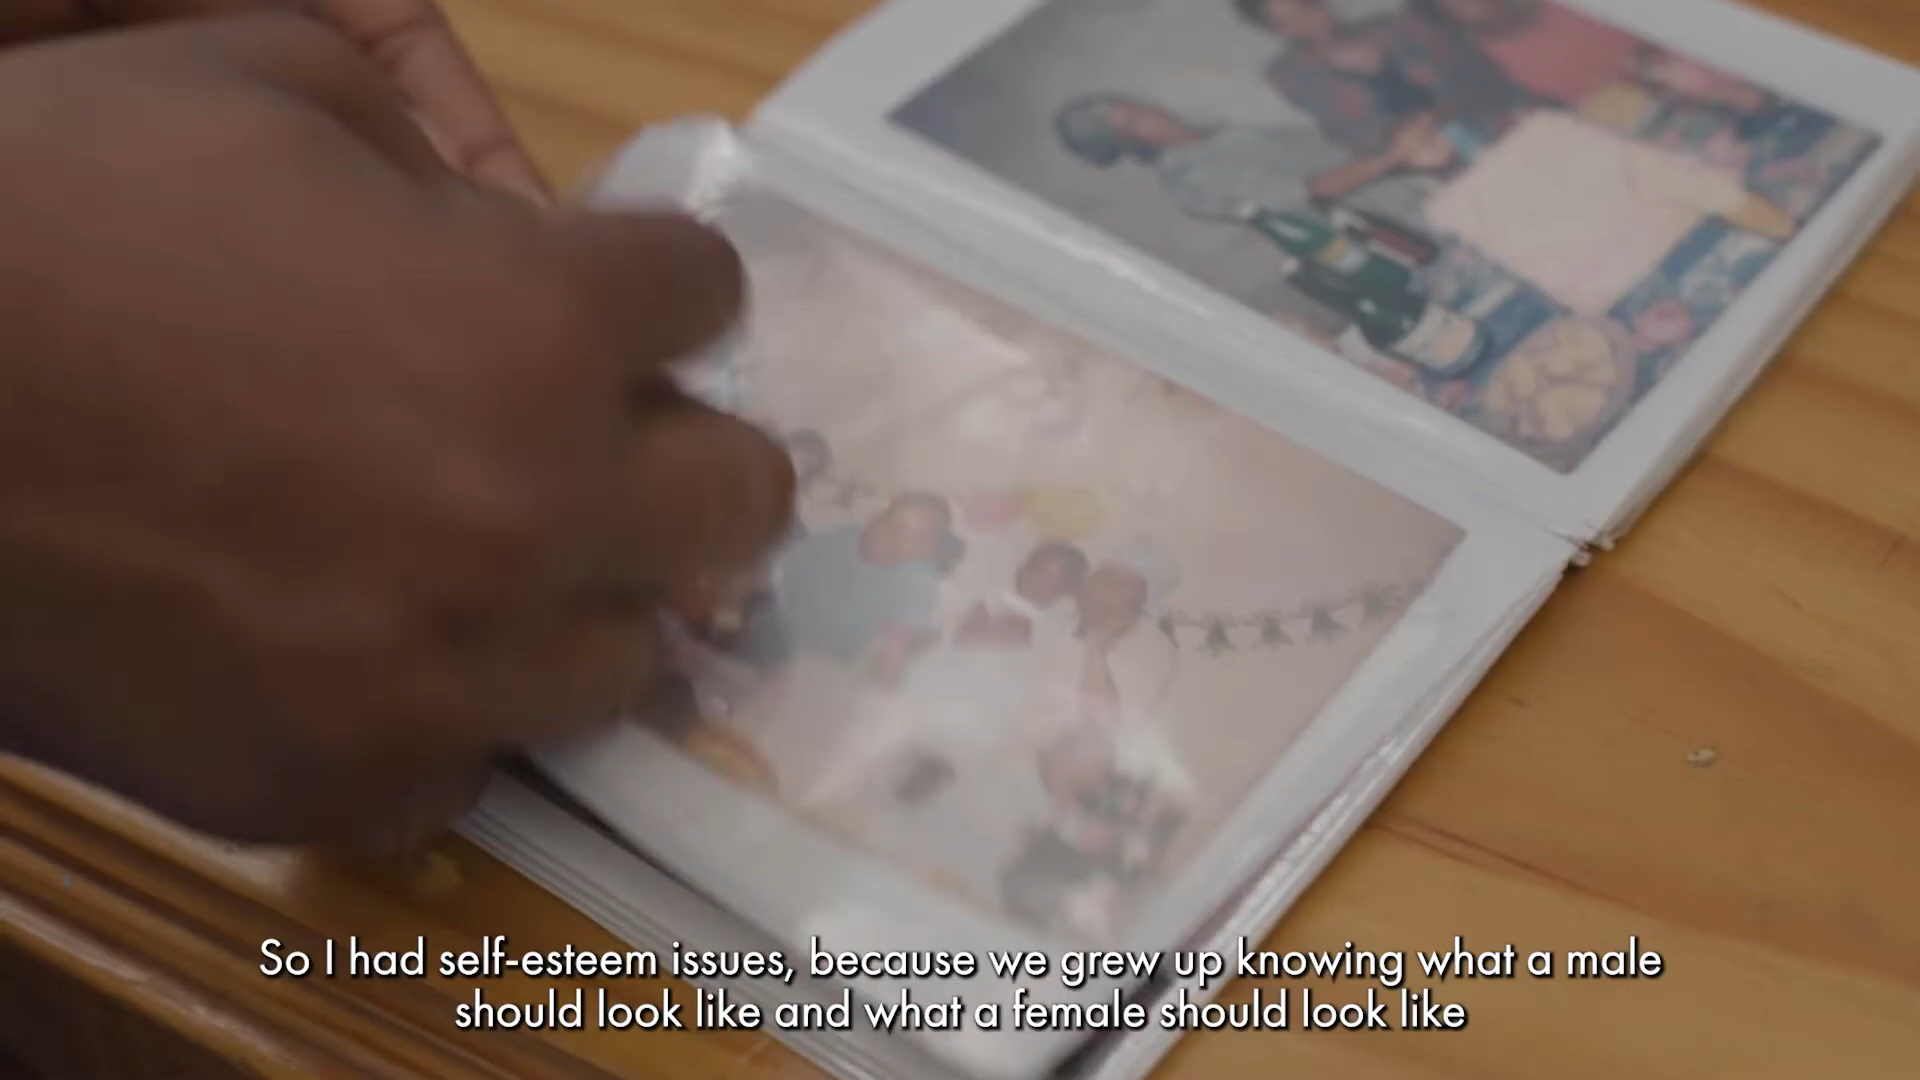 So I had self-esteem issues, because we grew up knowing what a male
should look like and what a female should look like